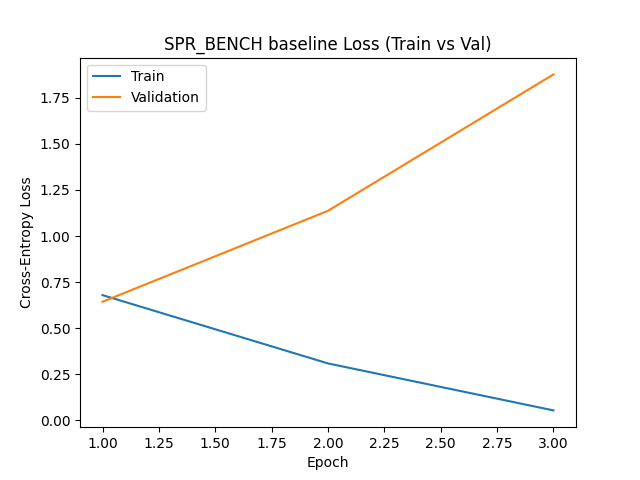 SPR_BENCH baseline Loss (Train vs Val)
Train
Validation
Cross-Entropy Loss
1.75
1.50
1.25
1.00
0.75
0.50
0.25
0.00
1.00 1.25 1.50 1.75 2.00 2.25 2.50 2.75 3.00
Epoch